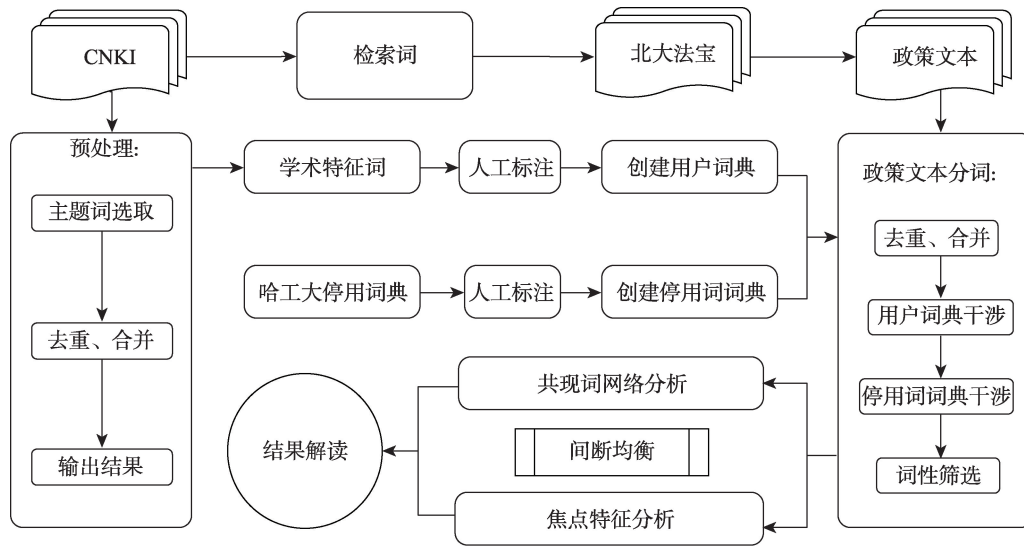 CNKI
检索词
北大法宝
政策文本
预处理:
主题词选取
去重、合并
输出结果
学术特征词
人工标注
创建用户词典
哈工大停用词典
人工标注
创建停用词词典
政策文本分词:
去重、合并
用户词典干涉
停用词词典干涉
词性筛选
共现词网络分析
间断均衡
焦点特征分析
结果解读